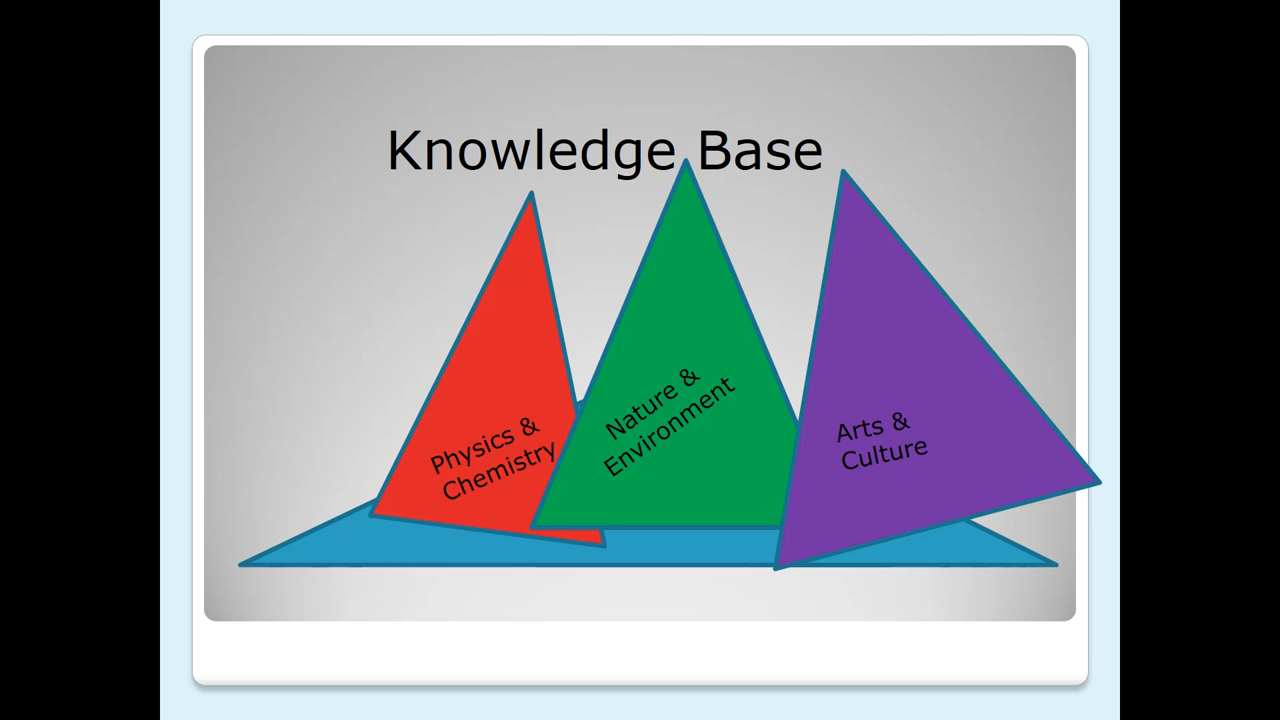 Knowledge Base
Physics &
Chemistry
Nature &
Environment
Arts &
Culture